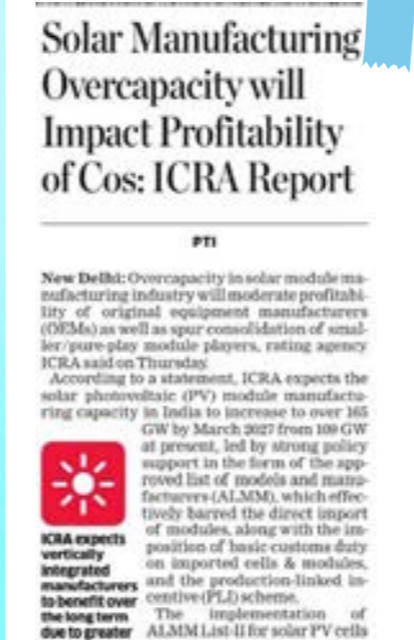 Solar Manufacturing
Overcapacity will
Impact Profitability
of Cos: ICRA Report
PTI
New Delhi: Overcapacity in solar module ma-
nufacturing industry will moderate profitabi-
lity of original equipment manufacturers
(OEMs) as well as spur consolidation of smal-
ler/pure-play module players, rating agency
ICRA said on Thursday.
According to a statement, ICRA expects the
solar photovoltaic (PV) module manufactu-
ring capacity in India to increase to over 165
GW by March 2027 from 109 GW
at present, led by strong policy
support in the form of the app-
roved list of models and manu-
facturers (ALMM), which effec-
tively barred the direct import
of modules, along with the im-
position of basic customs duty
on imported cells & modules,
and the production-linked in-
centive (PLI) scheme.
The implementation of
ALMM List-II for solar PV cells
ICRA expects
vertically
integrated
manufacturers
to benefit over
the long term
due to greater